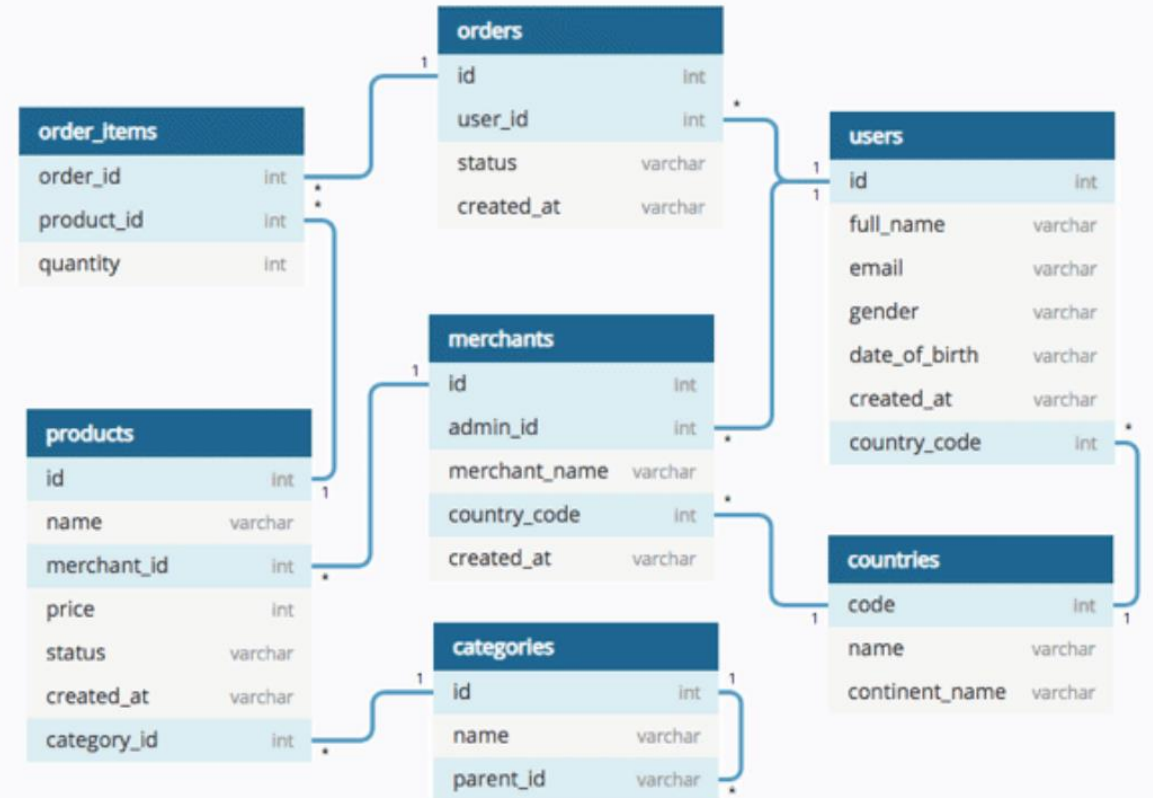 orders
id int
user_id int
status varchar
created_at varchar
1
*
order_items
order_id int
product_id int
quantity int
*
*
users
id int
full_name varchar
email varchar
gender varchar
date_of_birth varchar
created_at varchar
country_code int
1
1
*
merchants
id int
admin_id int
merchant_name varchar
country_code int
created_at varchar
1
*
*
products
id int
name varchar
merchant_id int
price int
status varchar
created_at varchar
category_id int
1
*
*
countries
code int
name varchar
continent_name varchar
1
1
categories
id int
name varchar
parent_id varchar
1
1
*